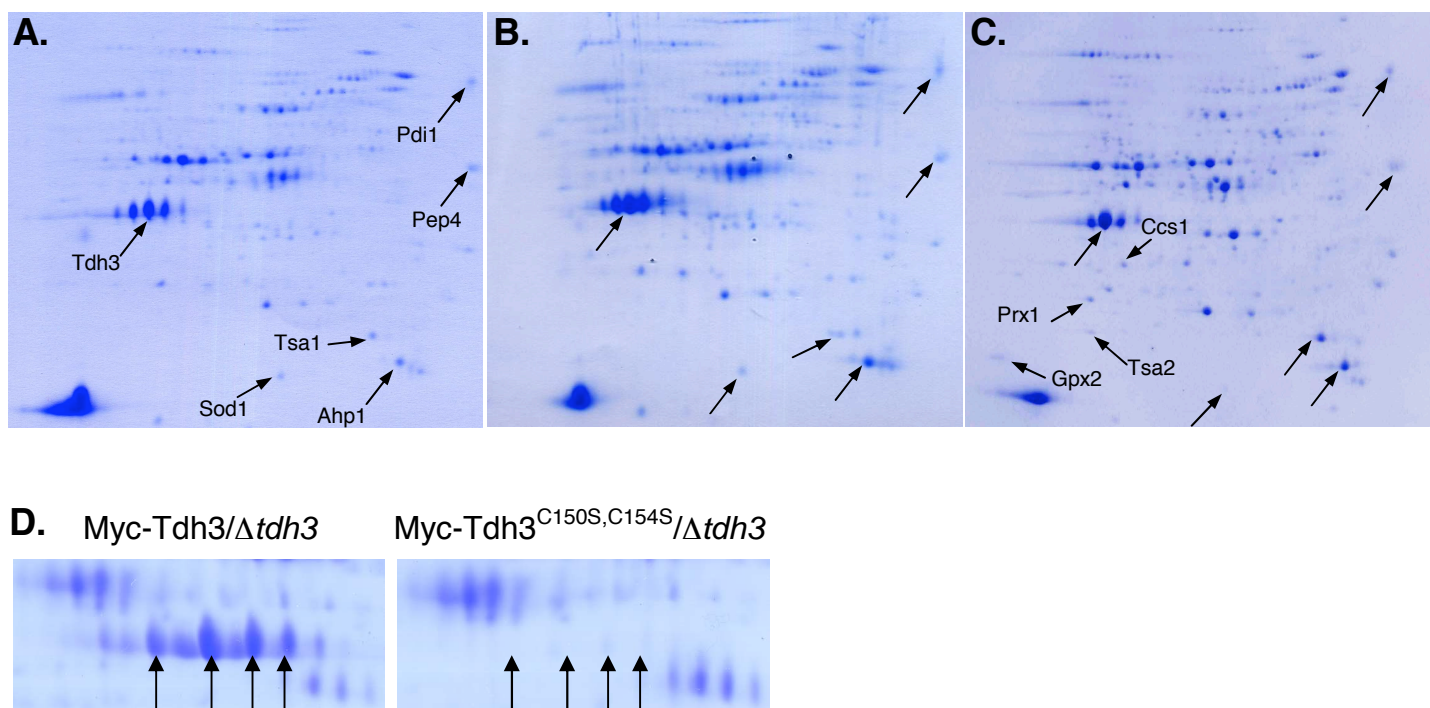 A.
B.
C.
Pdi1
Pep4
Tdh3
Ccs1
Prx1
Tsa1
Tsa2
Gpx2
Sod1
Ahp1
D. Myc-Tdh3/Δtdh3 Myc-Tdh3C150S,C154S/Δtdh3